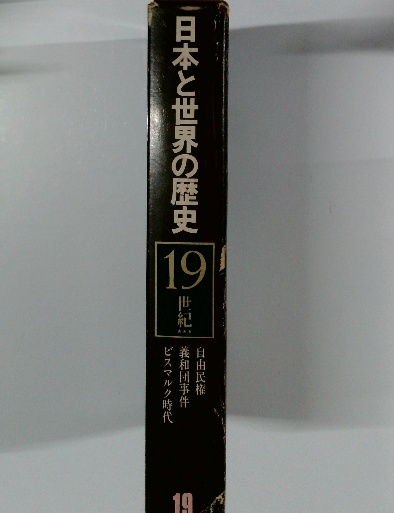 日本と世界の歴史
19
世紀…
自由民権
義和団事件
ビスマルク時代
19